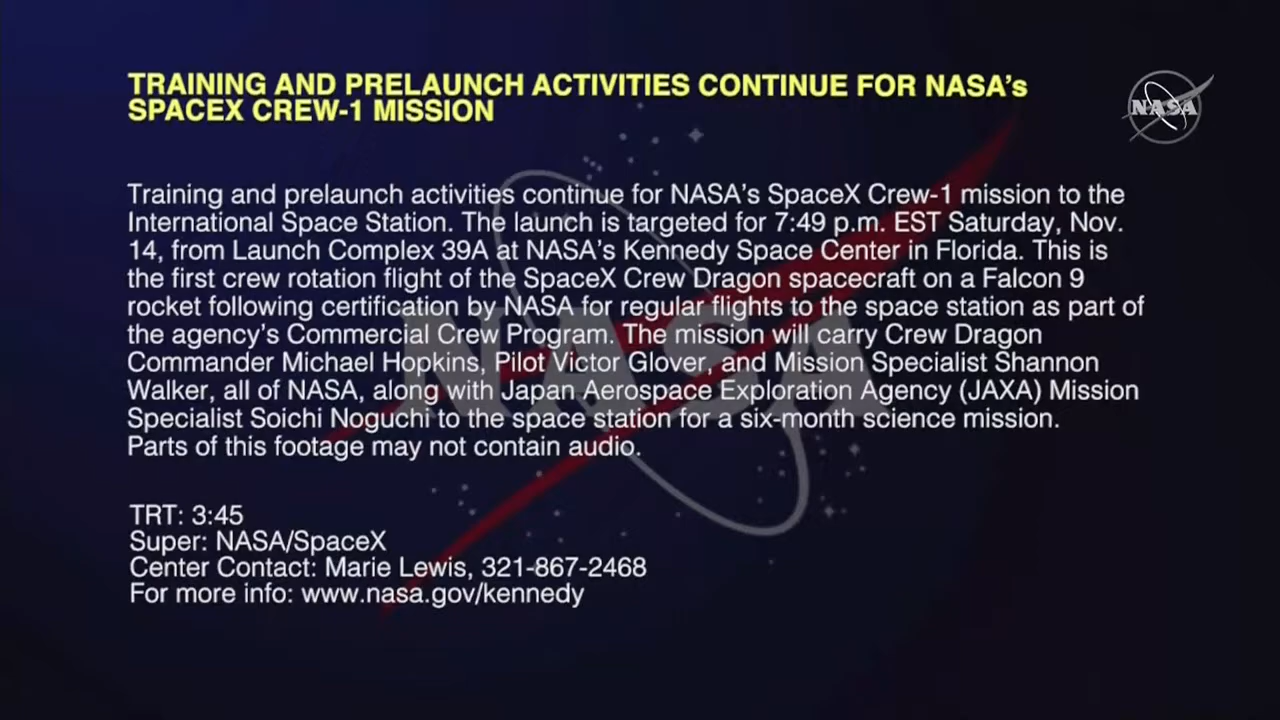 TRAINING AND PRELAUNCH ACTIVITIES CONTINUE FOR NASA's
SPACEX CREW-1 MISSION
NASA
Training and prelaunch activities continue for NASA's SpaceX Crew-1 mission to the
International Space Station. The launch is targeted for 7:49 p.m. EST Saturday, Nov.
14, from Launch Complex 39A at NASA's Kennedy Space Center in Florida. This is
the first crew rotation flight of the SpaceX Crew Dragon spacecraft on a Falcon 9
rocket following certification by NASA for regular flights to the space station as part of
the agency's Commercial Crew Program. The mission will carry Crew Dragon
Commander Michael Hopkins, Pilot Victor Glover, and Mission Specialist Shannon
Walker, all of NASA, along with Japan Aerospace Exploration Agency (JAXA) Mission
Specialist Soichi Noguchi to the space station for a six-month science mission.
Parts of this footage may not contain audio.
NASA
TRT: 3:45
Super: NASA/SpaceX
Center Contact: Marie Lewis, 321-867-2468
For more info: www.nasa.gov/kennedy